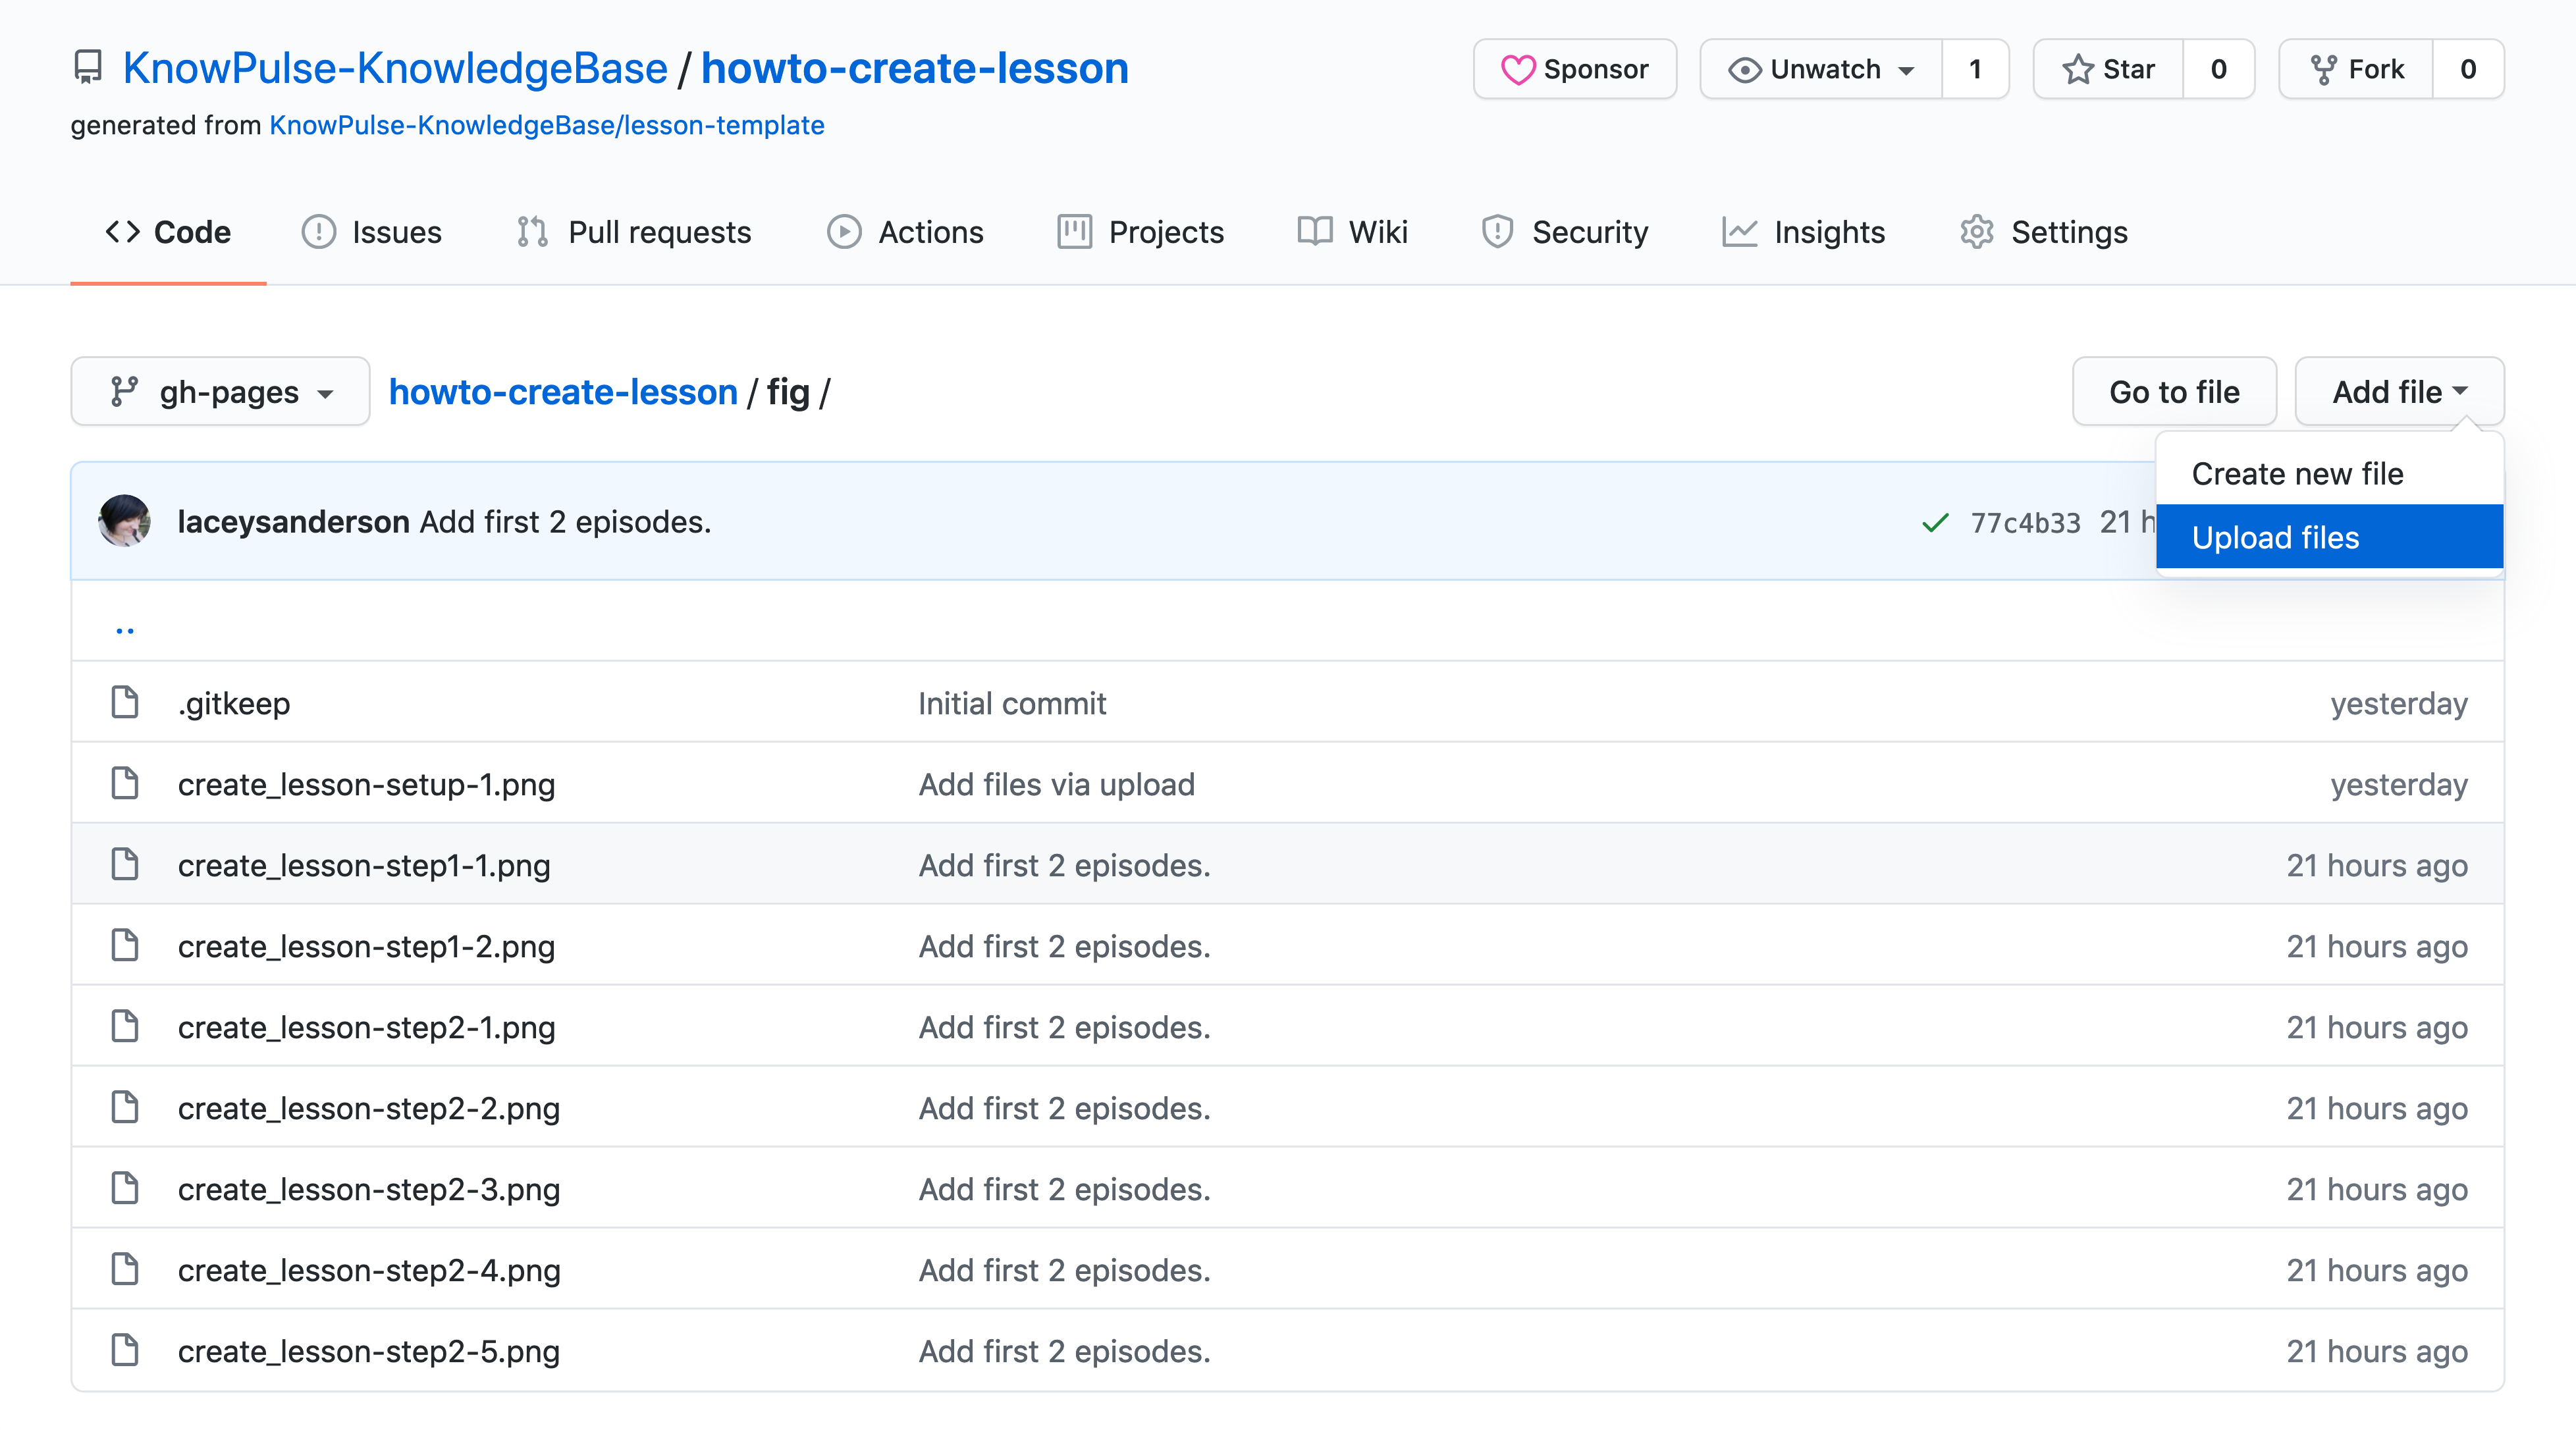 KnowPulse-KnowledgeBase / howto-create-lesson
Sponsor
Unwatch 1
Star 0
Fork 0
generated from KnowPulse-KnowledgeBase/lesson-template
Code Issues Pull requests Actions Projects Wiki Security Insights Settings
gh-pages howto-create-lesson / fig / Go to file Add file
Create new file
Upload files
laceysanderson Add first 2 episodes. 77c4b33 21 h
..
.gitkeep Initial commit yesterday
create_lesson-setup-1.png Add files via upload yesterday
create_lesson-step1-1.png Add first 2 episodes. 21 hours ago
create_lesson-step1-2.png Add first 2 episodes. 21 hours ago
create_lesson-step2-1.png Add first 2 episodes. 21 hours ago
create_lesson-step2-2.png Add first 2 episodes. 21 hours ago
create_lesson-step2-3.png Add first 2 episodes. 21 hours ago
create_lesson-step2-4.png Add first 2 episodes. 21 hours ago
create_lesson-step2-5.png Add first 2 episodes. 21 hours ago